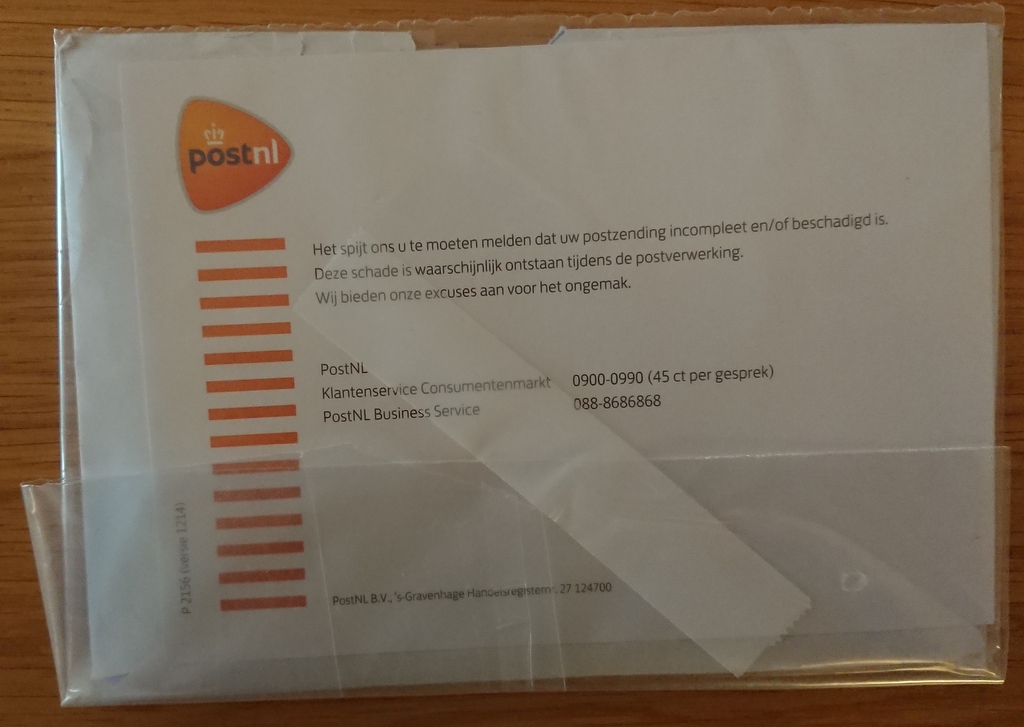 postnl
Het spijt ons u te moeten melden dat uw postzending incompleet en/of beschadigd is.
Deze schade is waarschijnlijk ontstaan tijdens de postverwerking.
Wij bieden onze excuses aan voor het ongemak.
PostNL
Klantenservice Consumentenmarkt 0900-0990 (45 ct per gesprek)
PostNL Business Service 088-8686868
P 2156 (versie 1214)
PostNL B.V., 's-Gravenhage Handelsregisternr. 27 124700